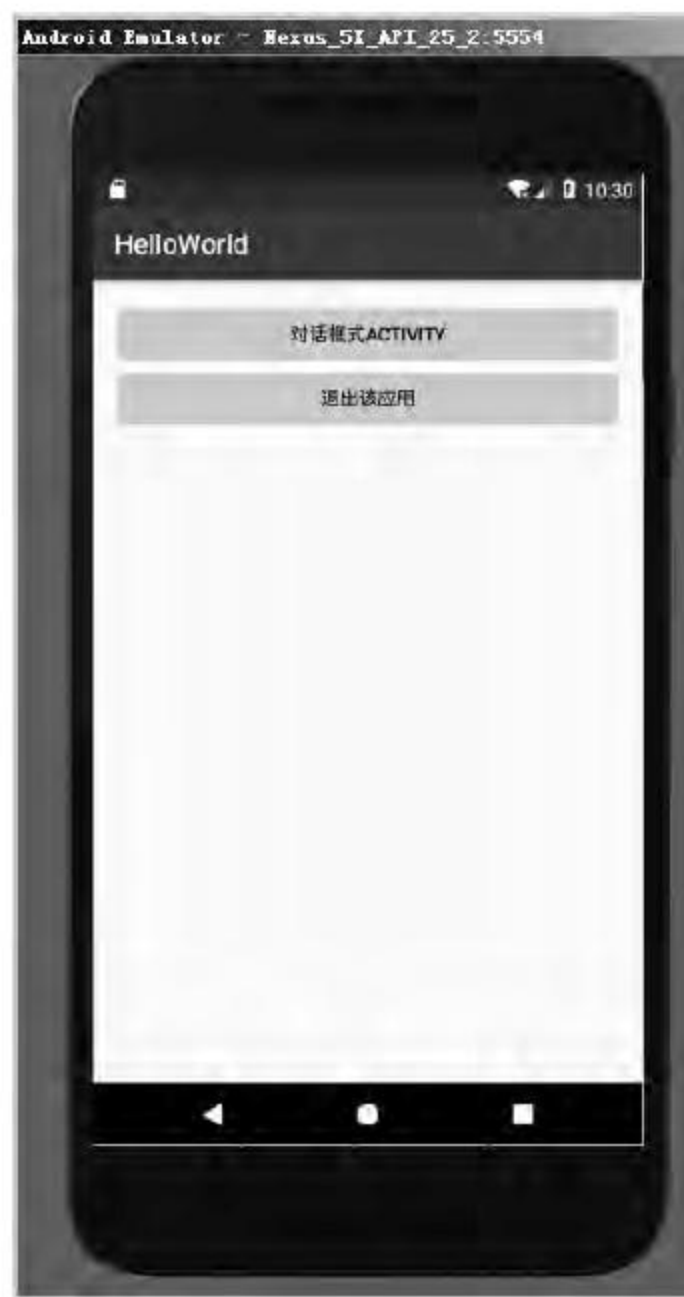 Android Emulator - Nexus_5X_API_25_2:5554
10:30
HelloWorld
对话框式ACTIVITY
退出该应用